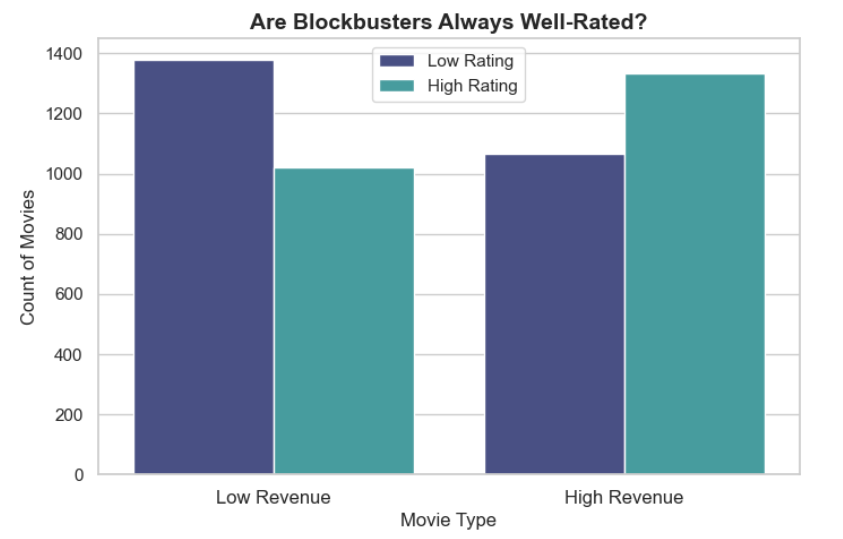 Are Blockbusters Always Well-Rated?
Low Rating
High Rating
1400
1200
1000
800
600
400
200
0
Count of Movies
Low Revenue
High Revenue
Movie Type